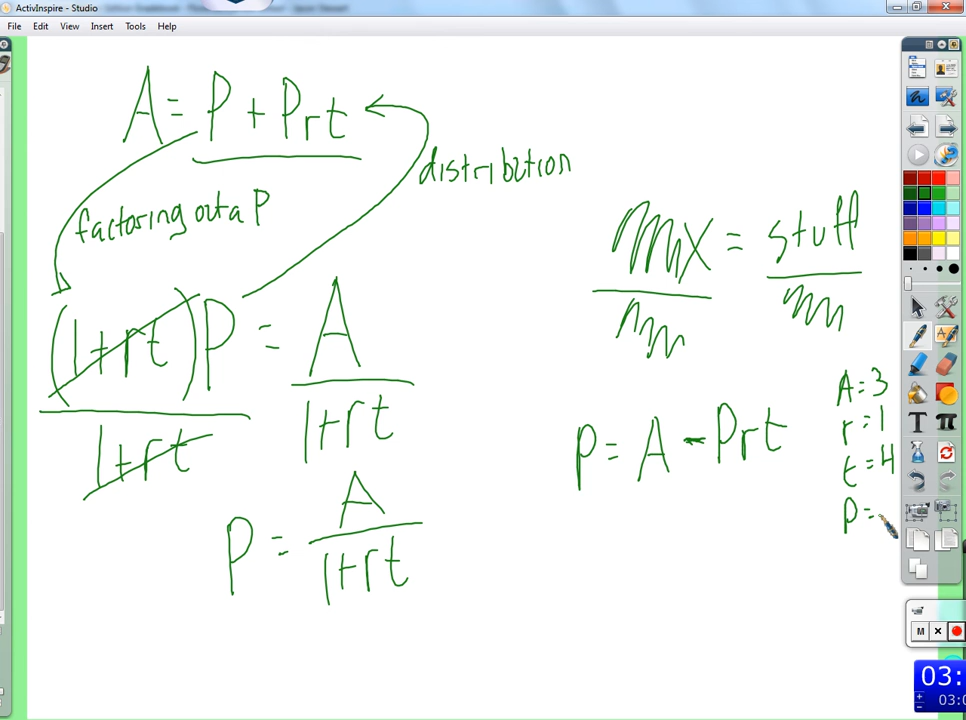 ActivInspire - Studio
File Edit View Insert Tools Help
A = P + Prt
distribution
factoring out a P
(1+rt)P = A
1+rt 1+rt
P = A
1+rt
mx = stuff
m m
P = A - Prt
A = 3
r = 1
t = 4
P =
M x
03:
03:0